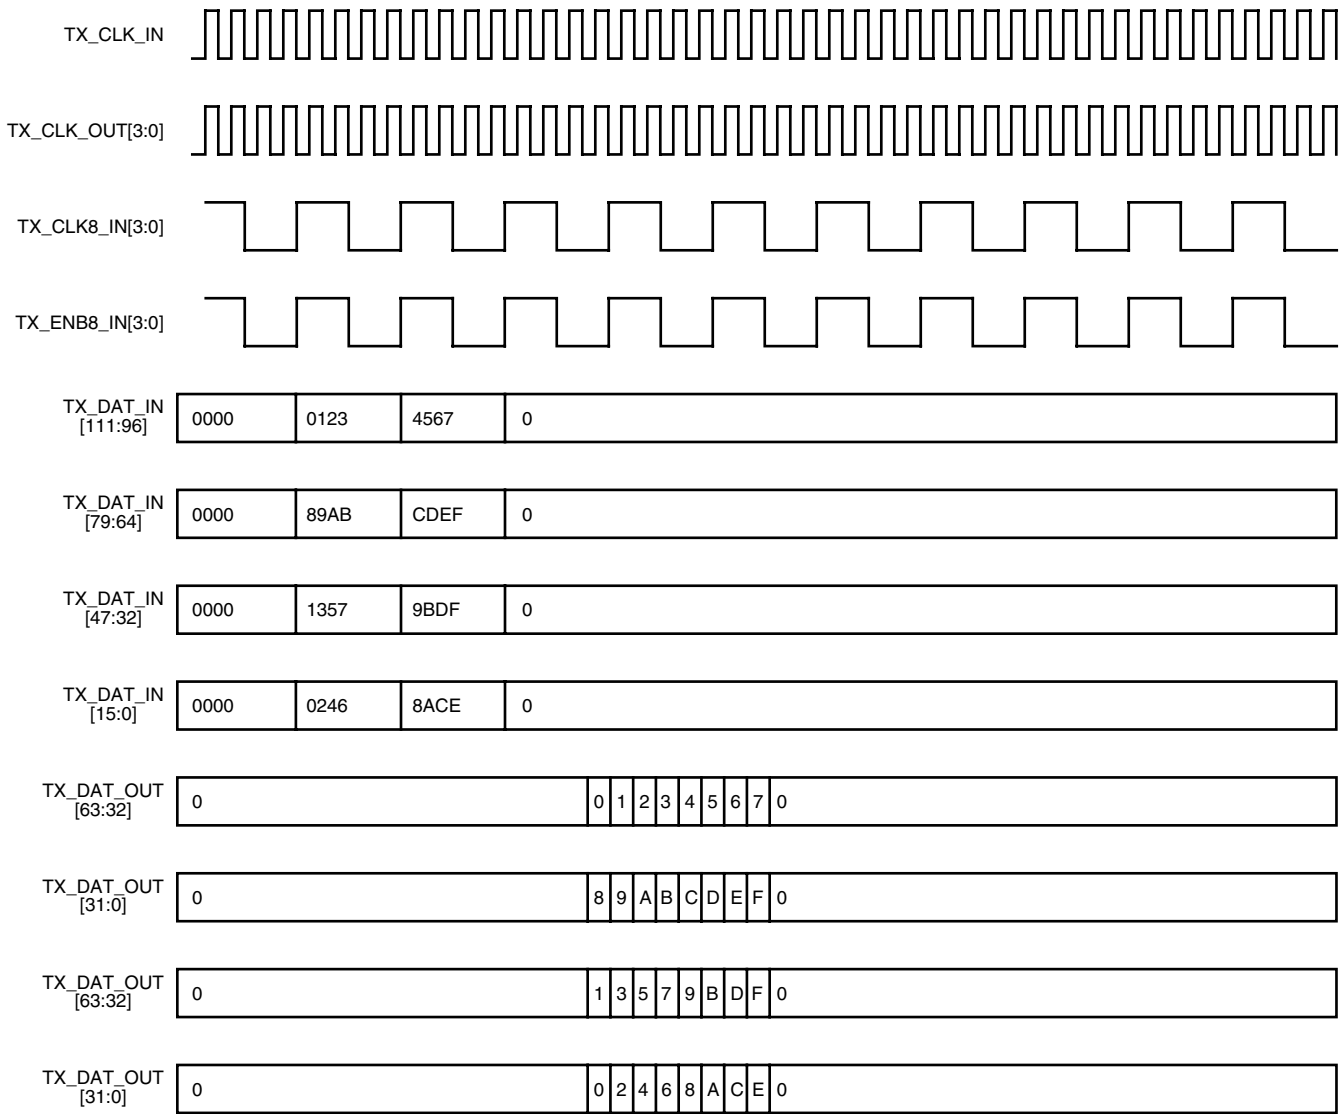 TX_CLK_IN
TX_CLK_OUT[3:0]
TX_CLK8_IN[3:0]
TX_ENB8_IN[3:0]
TX_DAT_IN
[111:96]
0000 0123 4567 0
TX_DAT_IN
[79:64]
0000 89AB CDEF 0
TX_DAT_IN
[47:32]
0000 1357 9BDF 0
TX_DAT_IN
[15:0]
0000 0246 8ACE 0
TX_DAT_OUT
[63:32]
0 0 1 2 3 4 5 6 7 0
TX_DAT_OUT
[31:0]
0 8 9 A B C D E F 0
TX_DAT_OUT
[63:32]
0 1 3 5 7 9 B D F 0
TX_DAT_OUT
[31:0]
0 0 2 4 6 8 A C E 0